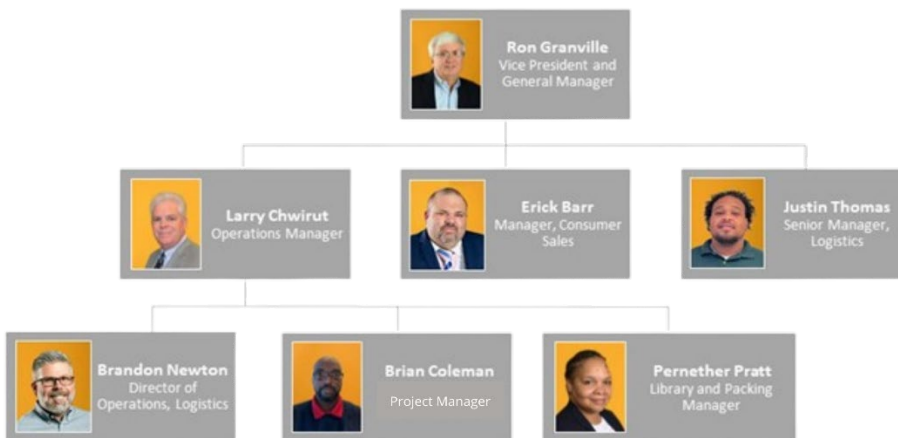 Ron Granville
Vice President and
General Manager
Larry Chwirut
Operations Manager
Erick Barr
Manager, Consumer
Sales
Justin Thomas
Senior Manager,
Logistics
Brandon Newton
Director of
Operations, Logistics
Brian Coleman
Project Manager
Pernether Pratt
Library and Packing
Manager